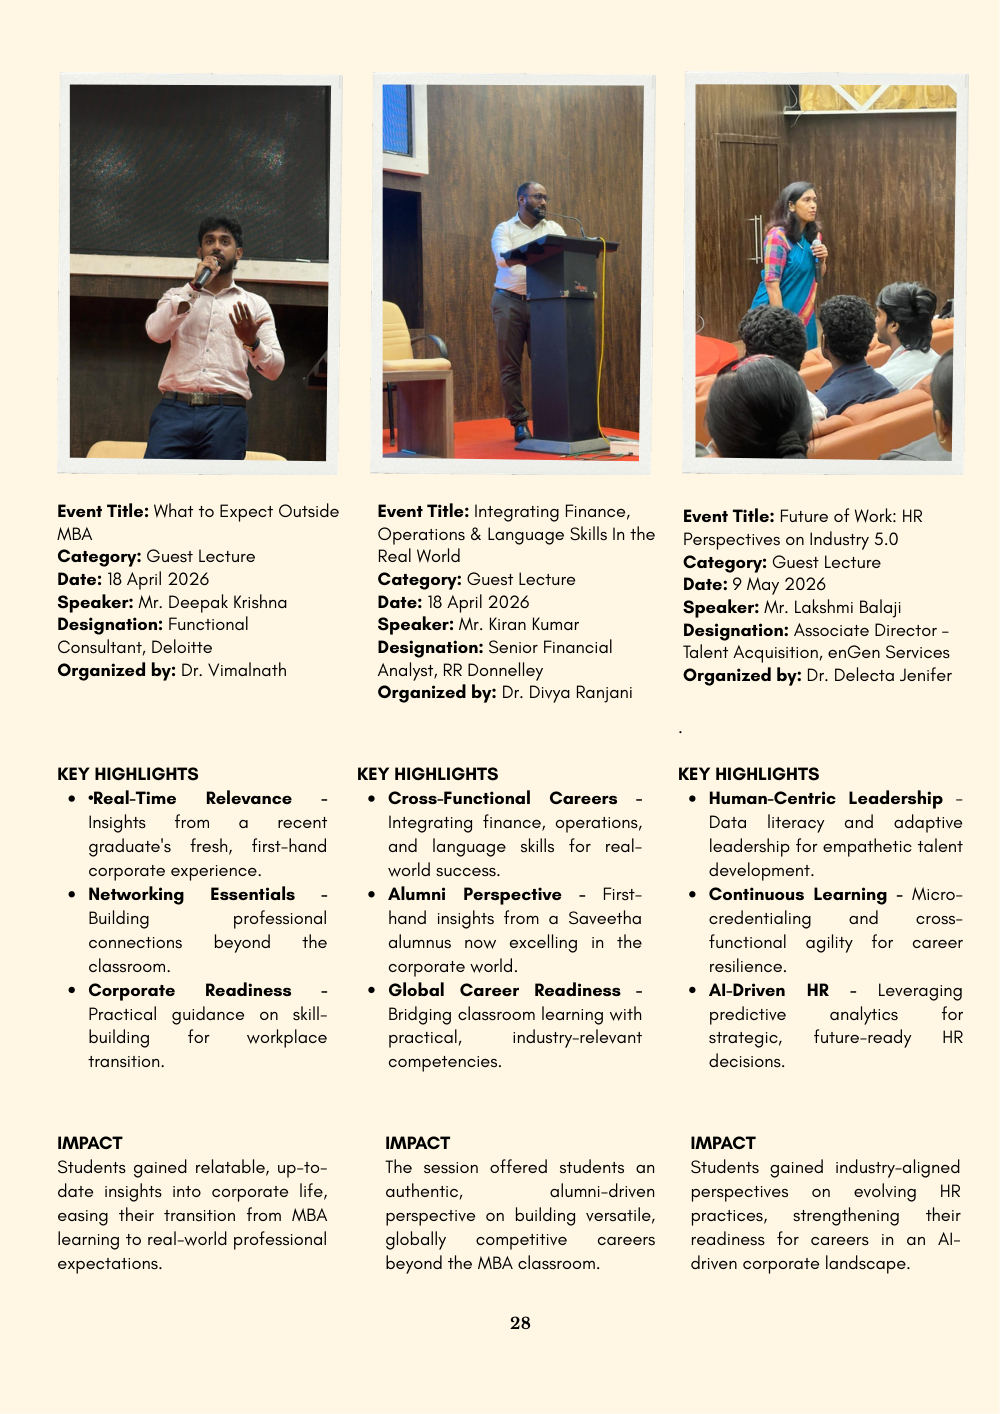 Event Title: What to Expect Outside
MBA
Category: Guest Lecture
Date: 18 April 2026
Speaker: Mr. Deepak Krishna
Designation: Functional
Consultant, Deloitte
Organized by: Dr. Vimalnath
KEY HIGHLIGHTS
• •Real-Time Relevance -
Insights from a recent
graduate's fresh, first-hand
corporate experience.
• Networking Essentials -
Building professional
connections beyond the
classroom.
• Corporate Readiness -
Practical guidance on skill-
building for workplace
transition.
IMPACT
Students gained relatable, up-to-
date insights into corporate life,
easing their transition from MBA
learning to real-world professional
expectations.
Event Title: Integrating Finance,
Operations & Language Skills In the
Real World
Category: Guest Lecture
Date: 18 April 2026
Speaker: Mr. Kiran Kumar
Designation: Senior Financial
Analyst, RR Donnelley
Organized by: Dr. Divya Ranjani
KEY HIGHLIGHTS
• Cross-Functional Careers -
Integrating finance, operations,
and language skills for real-
world success.
• Alumni Perspective - First-
hand insights from a Saveetha
alumnus now excelling in the
corporate world.
• Global Career Readiness -
Bridging classroom learning with
practical, industry-relevant
competencies.
IMPACT
The session offered students an
authentic, alumni-driven
perspective on building versatile,
globally competitive careers
beyond the MBA classroom.
Event Title: Future of Work: HR
Perspectives on Industry 5.0
Category: Guest Lecture
Date: 9 May 2026
Speaker: Mr. Lakshmi Balaji
Designation: Associate Director -
Talent Acquisition, enGen Services
Organized by: Dr. Delecta Jenifer
.
KEY HIGHLIGHTS
• Human-Centric Leadership -
Data literacy and adaptive
leadership for empathetic talent
development.
• Continuous Learning - Micro-
credentialing and cross-
functional agility for career
resilience.
• AI-Driven HR - Leveraging
predictive analytics for
strategic, future-ready HR
decisions.
IMPACT
Students gained industry-aligned
perspectives on evolving HR
practices, strengthening their
readiness for careers in an AI-
driven corporate landscape.
28